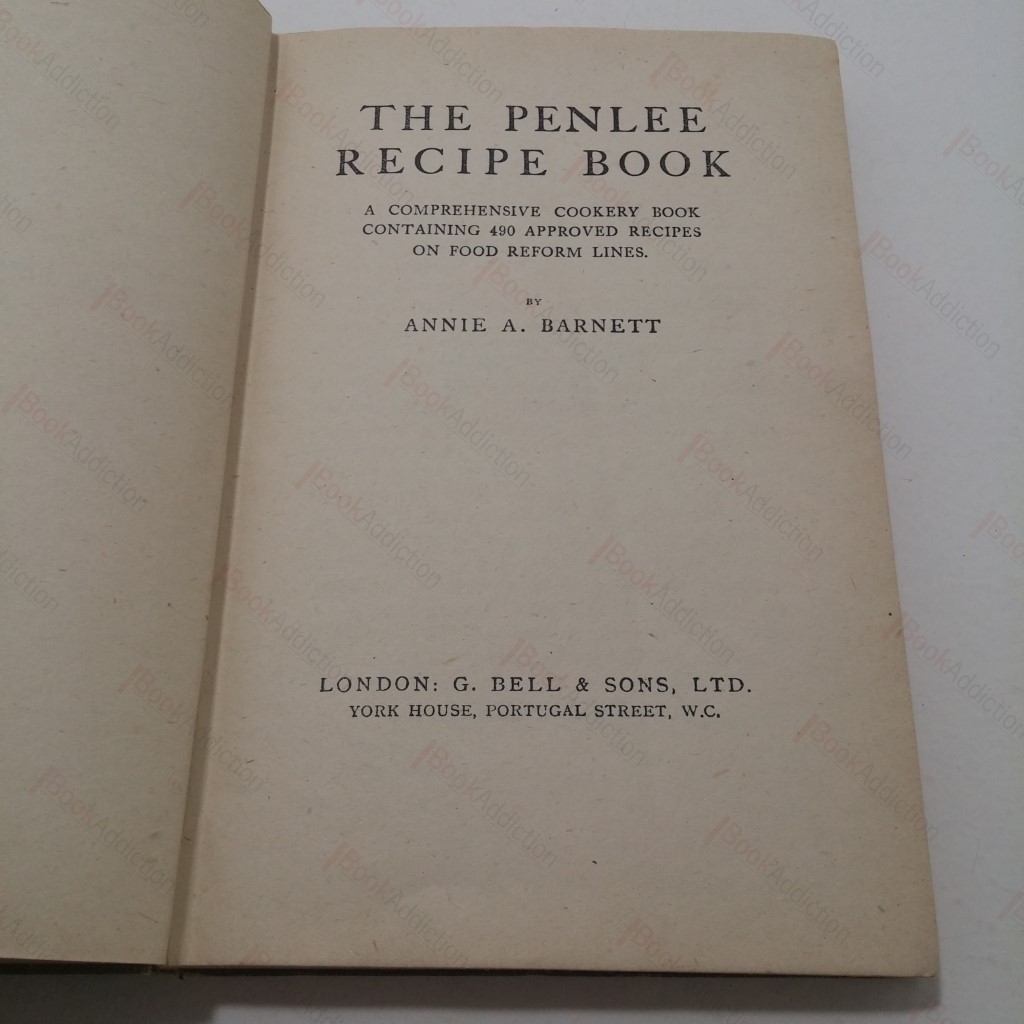 THE PENLEE
RECIPE BOOK
A COMPREHENSIVE COOKERY BOOK
CONTAINING 490 APPROVED RECIPES
ON FOOD REFORM LINES.
BY
ANNIE A. BARNETT
LONDON: G. BELL & SONS, LTD.
YORK HOUSE, PORTUGAL STREET, W.C.
BookAddiction